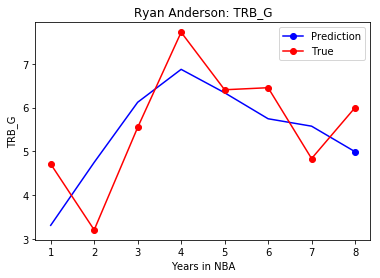 Ryan Anderson: TRB_G
Prediction
True
TRB_G
7
6
5
4
3
1 2 3 4 5 6 7 8
Years in NBA